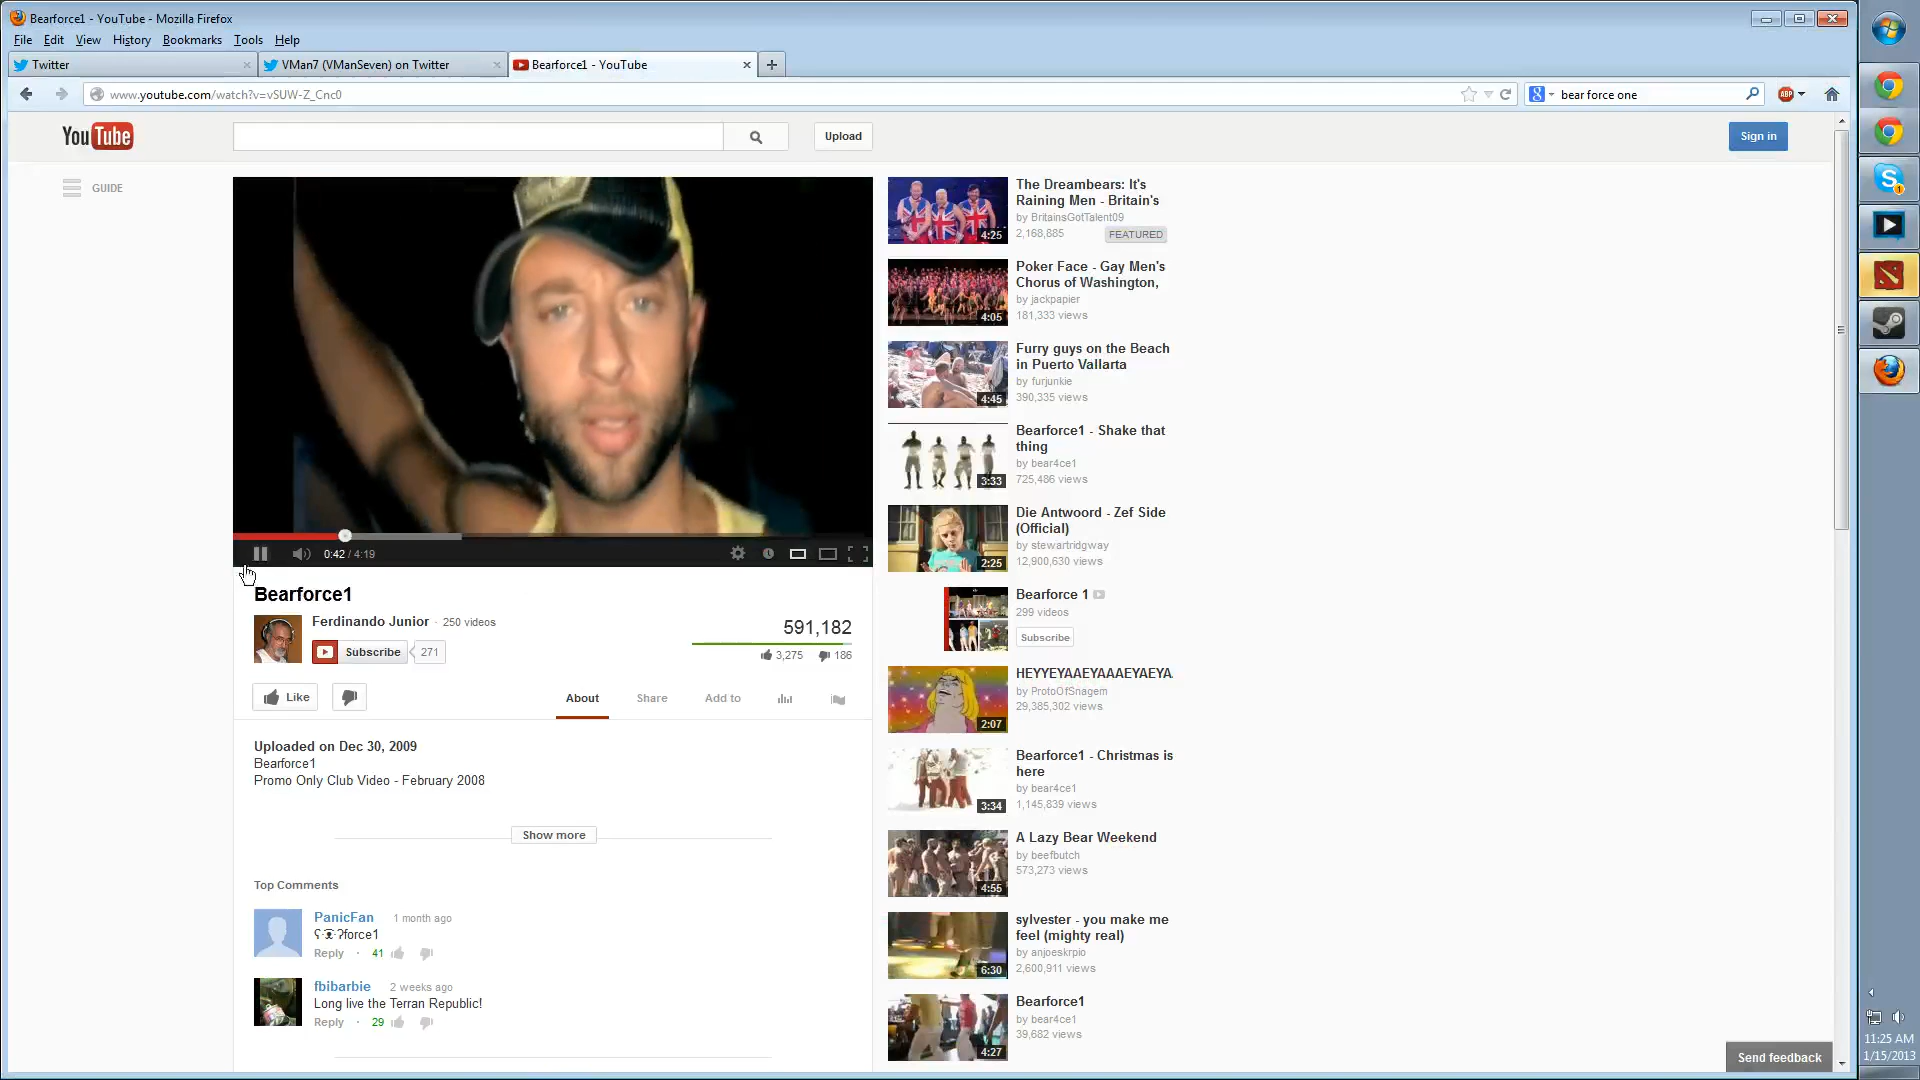 Bearforce1 - YouTube - Mozilla Firefox
File Edit View History Bookmarks Tools Help
Twitter
VMan7 (VManSeven) on Twitter
Bearforce1 - YouTube
www.youtube.com/watch?v=vSUW-Z_Cnc0
bear force one
ABP
YouTube
Upload
Sign in
GUIDE
0:42 / 4:19
Bearforce1
Ferdinando Junior · 250 videos
Subscribe 271
591,182
3,275 186
Like
About
Share
Add to
Uploaded on Dec 30, 2009
Bearforce1
Promo Only Club Video - February 2008
Show more
Top Comments
PanicFan 1 month ago
ʕ·ᴥ·ʔforce1
Reply · 41
fbibarbie 2 weeks ago
Long live the Terran Republic!
Reply · 29
4:25
The Dreambears: It's
Raining Men - Britain's
by BritainsGotTalent09
2,168,885 FEATURED
4:05
Poker Face - Gay Men's
Chorus of Washington,
by jackpapier
181,333 views
4:45
Furry guys on the Beach
in Puerto Vallarta
by furjunkie
390,335 views
3:33
Bearforce1 - Shake that
thing
by bear4ce1
725,486 views
2:25
Die Antwoord - Zef Side
(Official)
by stewartridgway
12,900,630 views
Bearforce 1
299 videos
Subscribe
2:07
HEYYEYAAEYAAAEYAEYA
by ProtoOfSnagem
29,385,302 views
3:34
Bearforce1 - Christmas is
here
by bear4ce1
1,145,839 views
4:55
A Lazy Bear Weekend
by beefbutch
573,273 views
6:30
sylvester - you make me
feel (mighty real)
by anjoeskrpio
2,600,911 views
4:27
Bearforce1
by bear4ce1
39,682 views
Send feedback
11:25 AM
1/15/2013